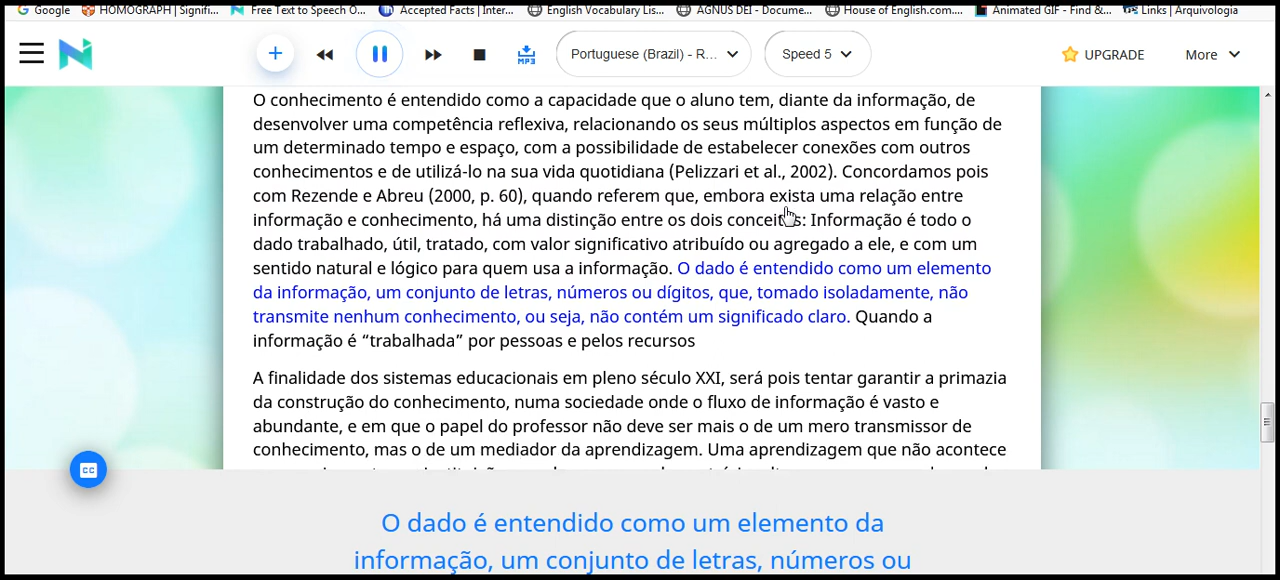 Google HOMOGRAPH | Signifi... Free Text to Speech O... Accepted Facts | Inter... English Vocabulary Lis... AGNUS DEI - Docume... House of English.com.... Animated GIF - Find &... Links | Arquivologia
MP3 Portuguese (Brazil) - R... Speed 5 UPGRADE More
O conhecimento é entendido como a capacidade que o aluno tem, diante da informação, de
desenvolver uma competência reflexiva, relacionando os seus múltiplos aspectos em função de
um determinado tempo e espaço, com a possibilidade de estabelecer conexões com outros
conhecimentos e de utilizá-lo na sua vida quotidiana (Pelizzari et al., 2002). Concordamos pois
com Rezende e Abreu (2000, p. 60), quando referem que, embora exista uma relação entre
informação e conhecimento, há uma distinção entre os dois conceitos: Informação é todo o
dado trabalhado, útil, tratado, com valor significativo atribuído ou agregado a ele, e com um
sentido natural e lógico para quem usa a informação. O dado é entendido como um elemento
da informação, um conjunto de letras, números ou dígitos, que, tomado isoladamente, não
transmite nenhum conhecimento, ou seja, não contém um significado claro. Quando a
informação é “trabalhada” por pessoas e pelos recursos
A finalidade dos sistemas educacionais em pleno século XXI, será pois tentar garantir a primazia
da construção do conhecimento, numa sociedade onde o fluxo de informação é vasto e
abundante, e em que o papel do professor não deve ser mais o de um mero transmissor de
conhecimento, mas o de um mediador da aprendizagem. Uma aprendizagem que não acontece
CC
O dado é entendido como um elemento da
informação, um conjunto de letras, números ou